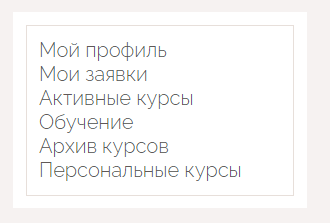 Мой профиль
Мои заявки
Активные курсы
Обучение
Архив курсов
Персональные курсы